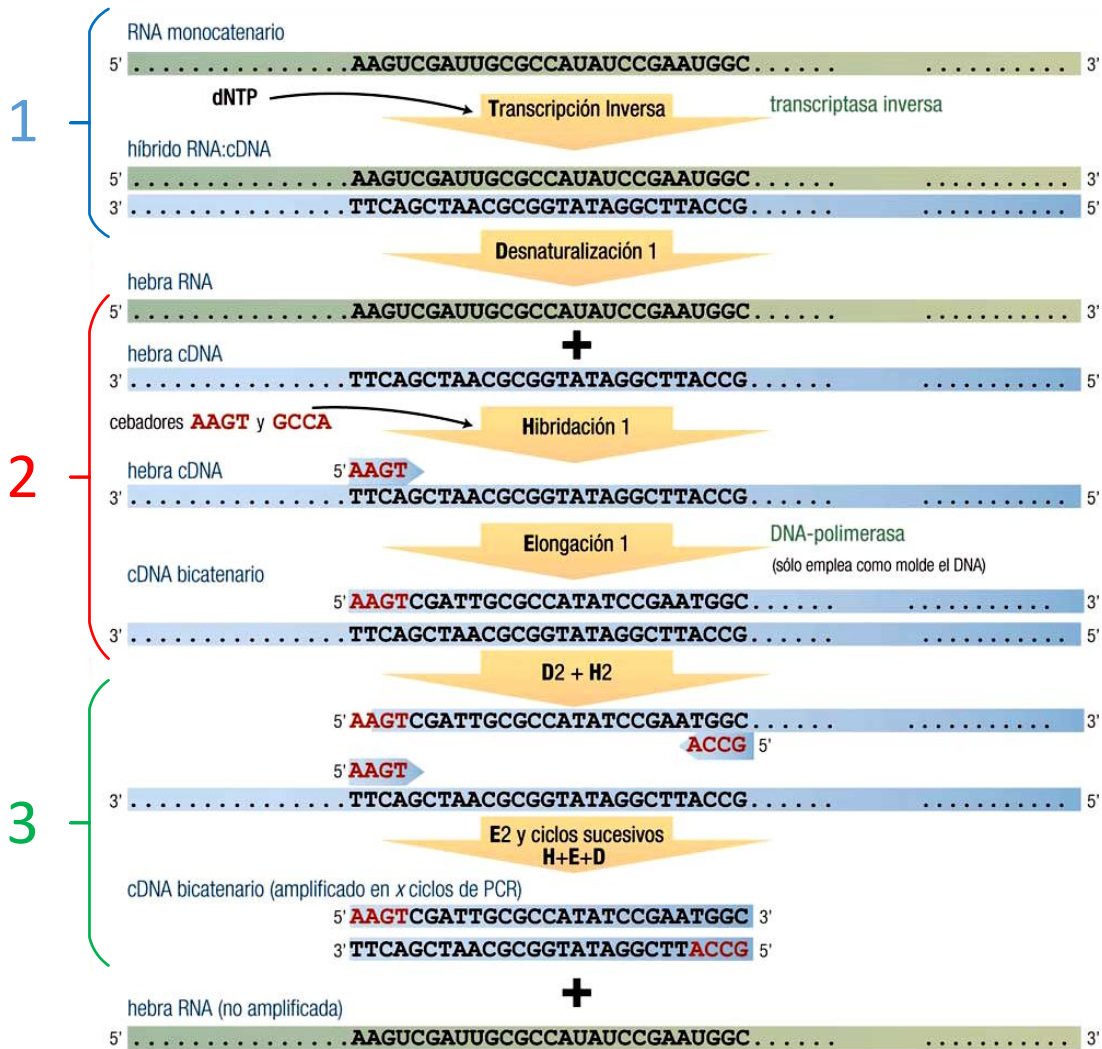 RNA monocatenario
5' ................AAGUCGAUUGCGCCAUAUCCGAAUGGC...... .......... 3'
1
dNTP
Transcripción Inversa
transcriptasa inversa
híbrido RNA:cDNA
5' ................AAGUCGAUUGCGCCAUAUCCGAAUGGC...... .......... 3'
3' ................TTCAGCTAACGCGGTATAGGCTTACCG...... ........... 5'
Desnaturalización 1
hebra RNA
5' ................AAGUCGAUUGCGCCAUAUCCGAAUGGC...... .......... 3'
+
hebra cDNA
3' ................TTCAGCTAACGCGGTATAGGCTTACCG...... ........... 5'
cebadores AAGT y GCCA
Hibridación 1
2
hebra cDNA
5' AAGT
3' ................TTCAGCTAACGCGGTATAGGCTTACCG...... ........... 5'
Elongación 1
DNA-polimerasa
(sólo emplea como molde el DNA)
cDNA bicatenario
5' AAGTCGATTGCGCCATATCCGAATGGC...... ........... 3'
3' ................TTCAGCTAACGCGGTATAGGCTTACCG...... ........... 5'
D2 + H2
5' AAGTCGATTGCGCCATATCCGAATGGC...... ........... 3'
ACCG 5'
5' AAGT
3' ................TTCAGCTAACGCGGTATAGGCTTACCG...... ........... 5'
3
E2 y ciclos sucesivos
H+E+D
cDNA bicatenario (amplificado en x ciclos de PCR)
5' AAGTCGATTGCGCCATATCCGAATGGC 3'
3' TTCAGCTAACGCGGTATAGGCTTACCG 5'
+
hebra RNA (no amplificada)
5' ................AAGUCGAUUGCGCCAUAUCCGAAUGGC...... .......... 3'